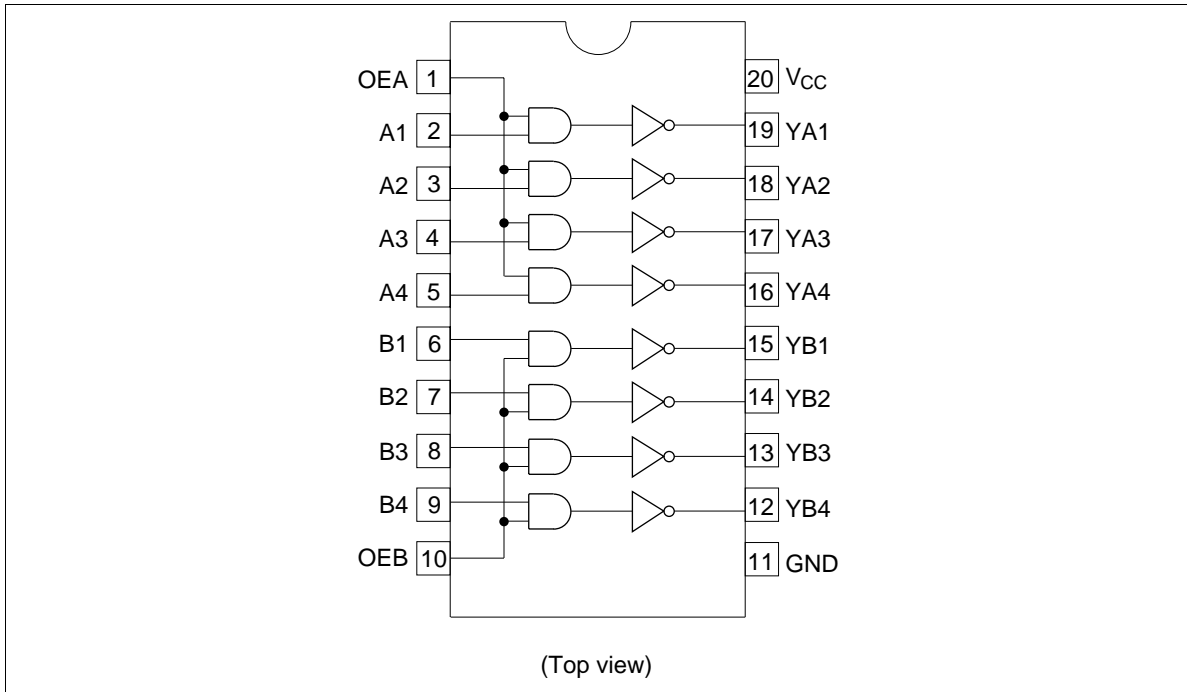 OEA 1
A1 2
A2 3
A3 4
A4 5
B1 6
B2 7
B3 8
B4 9
OEB 10
20 VCC
19 YA1
18 YA2
17 YA3
16 YA4
15 YB1
14 YB2
13 YB3
12 YB4
11 GND
(Top view)